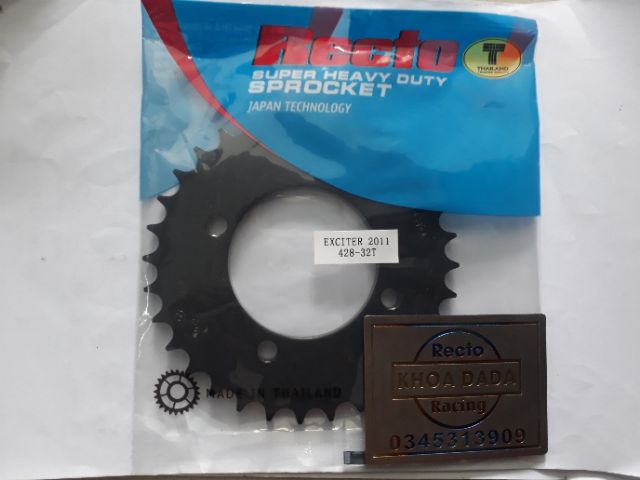 Recto
SUPER HEAVY DUTY
SPROCKET
JAPAN TECHNOLOGY
T
THAILAND
EXCITER 2011
428-32T
MADE IN THAILAND
Recto
KHOA DADA
Racing
0345313909